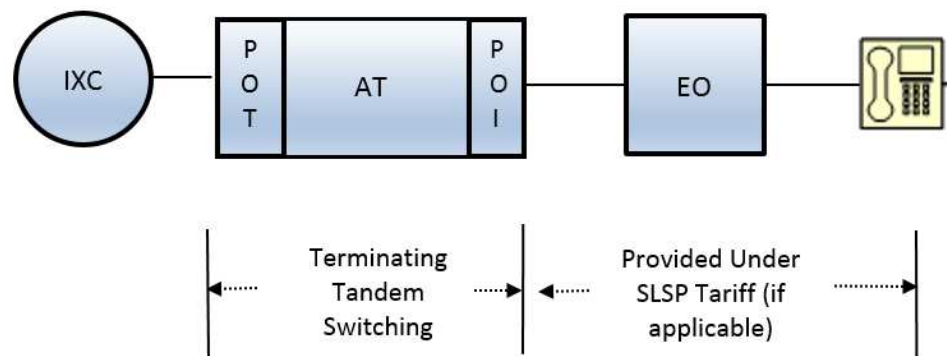 IXC
P
O
T
AT
P
O
I
EO
Terminating
Tandem
Switching
Provided Under
SLSP Tariff (if
applicable)